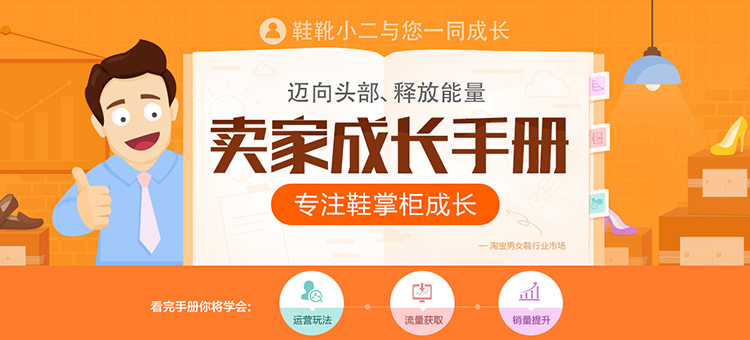 鞋靴小二与您一同成长
迈向头部、释放能量
卖家成长手册
专注鞋掌柜成长
— 淘宝男女鞋行业市场
看完手册你将学会:
运营玩法
流量获取
销量提升